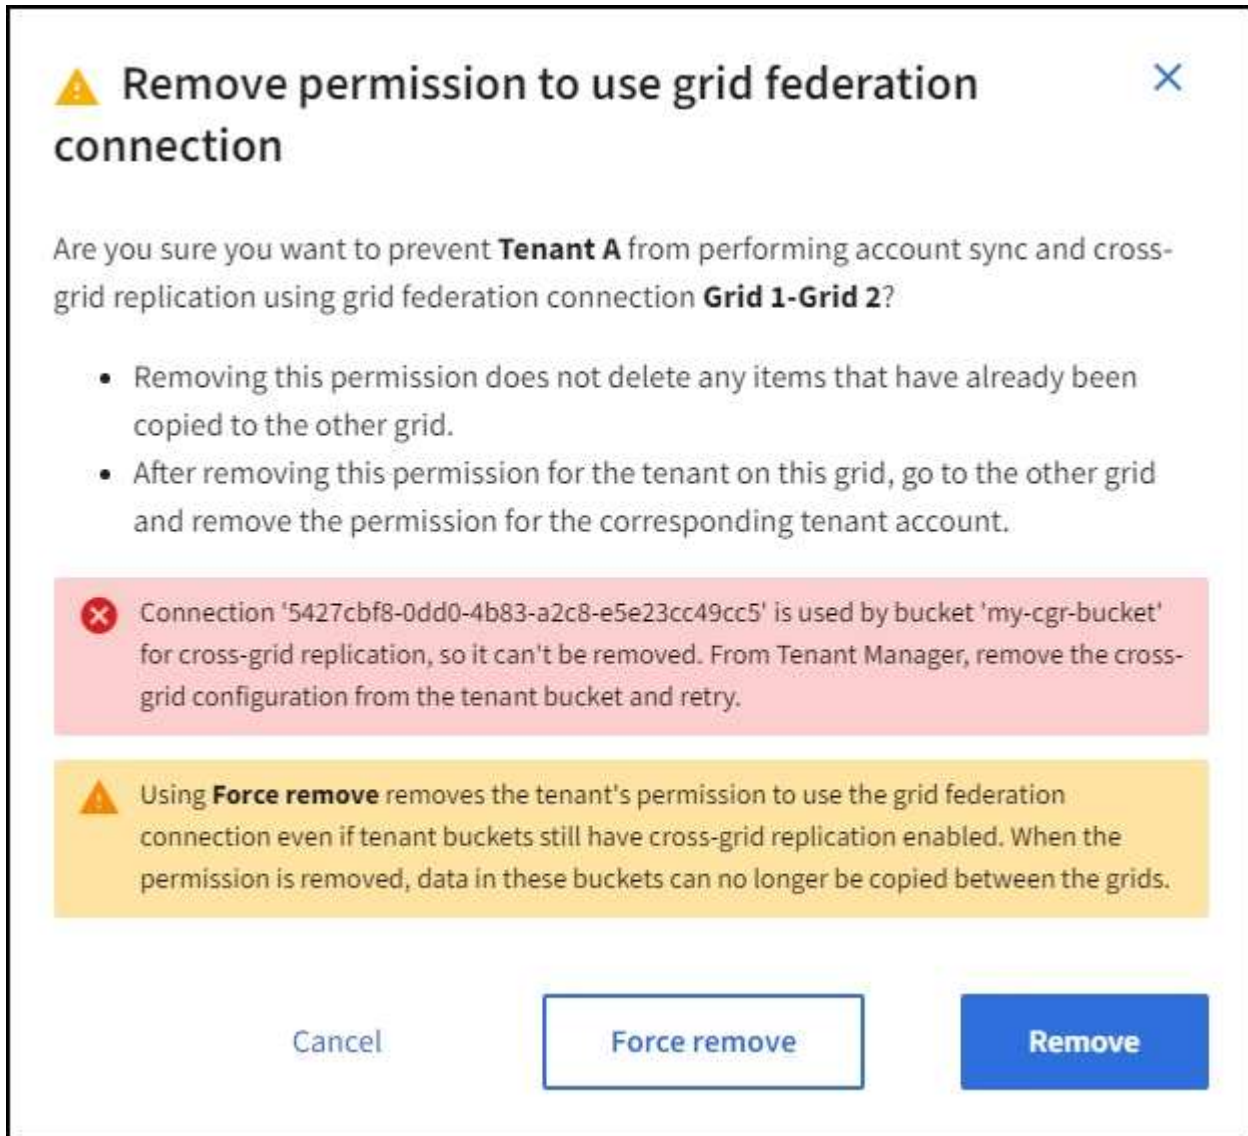 Remove permission to use grid federation
connection
Are you sure you want to prevent Tenant A from performing account sync and cross-
grid replication using grid federation connection Grid 1-Grid 2?
• Removing this permission does not delete any items that have already been
copied to the other grid.
• After removing this permission for the tenant on this grid, go to the other grid
and remove the permission for the corresponding tenant account.
Connection '5427cbf8-0dd0-4b83-a2c8-e5e23cc49cc5' is used by bucket 'my-cgr-bucket'
for cross-grid replication, so it can't be removed. From Tenant Manager, remove the cross-
grid configuration from the tenant bucket and retry.
Using Force remove removes the tenant's permission to use the grid federation
connection even if tenant buckets still have cross-grid replication enabled. When the
permission is removed, data in these buckets can no longer be copied between the grids.
Cancel
Force remove
Remove